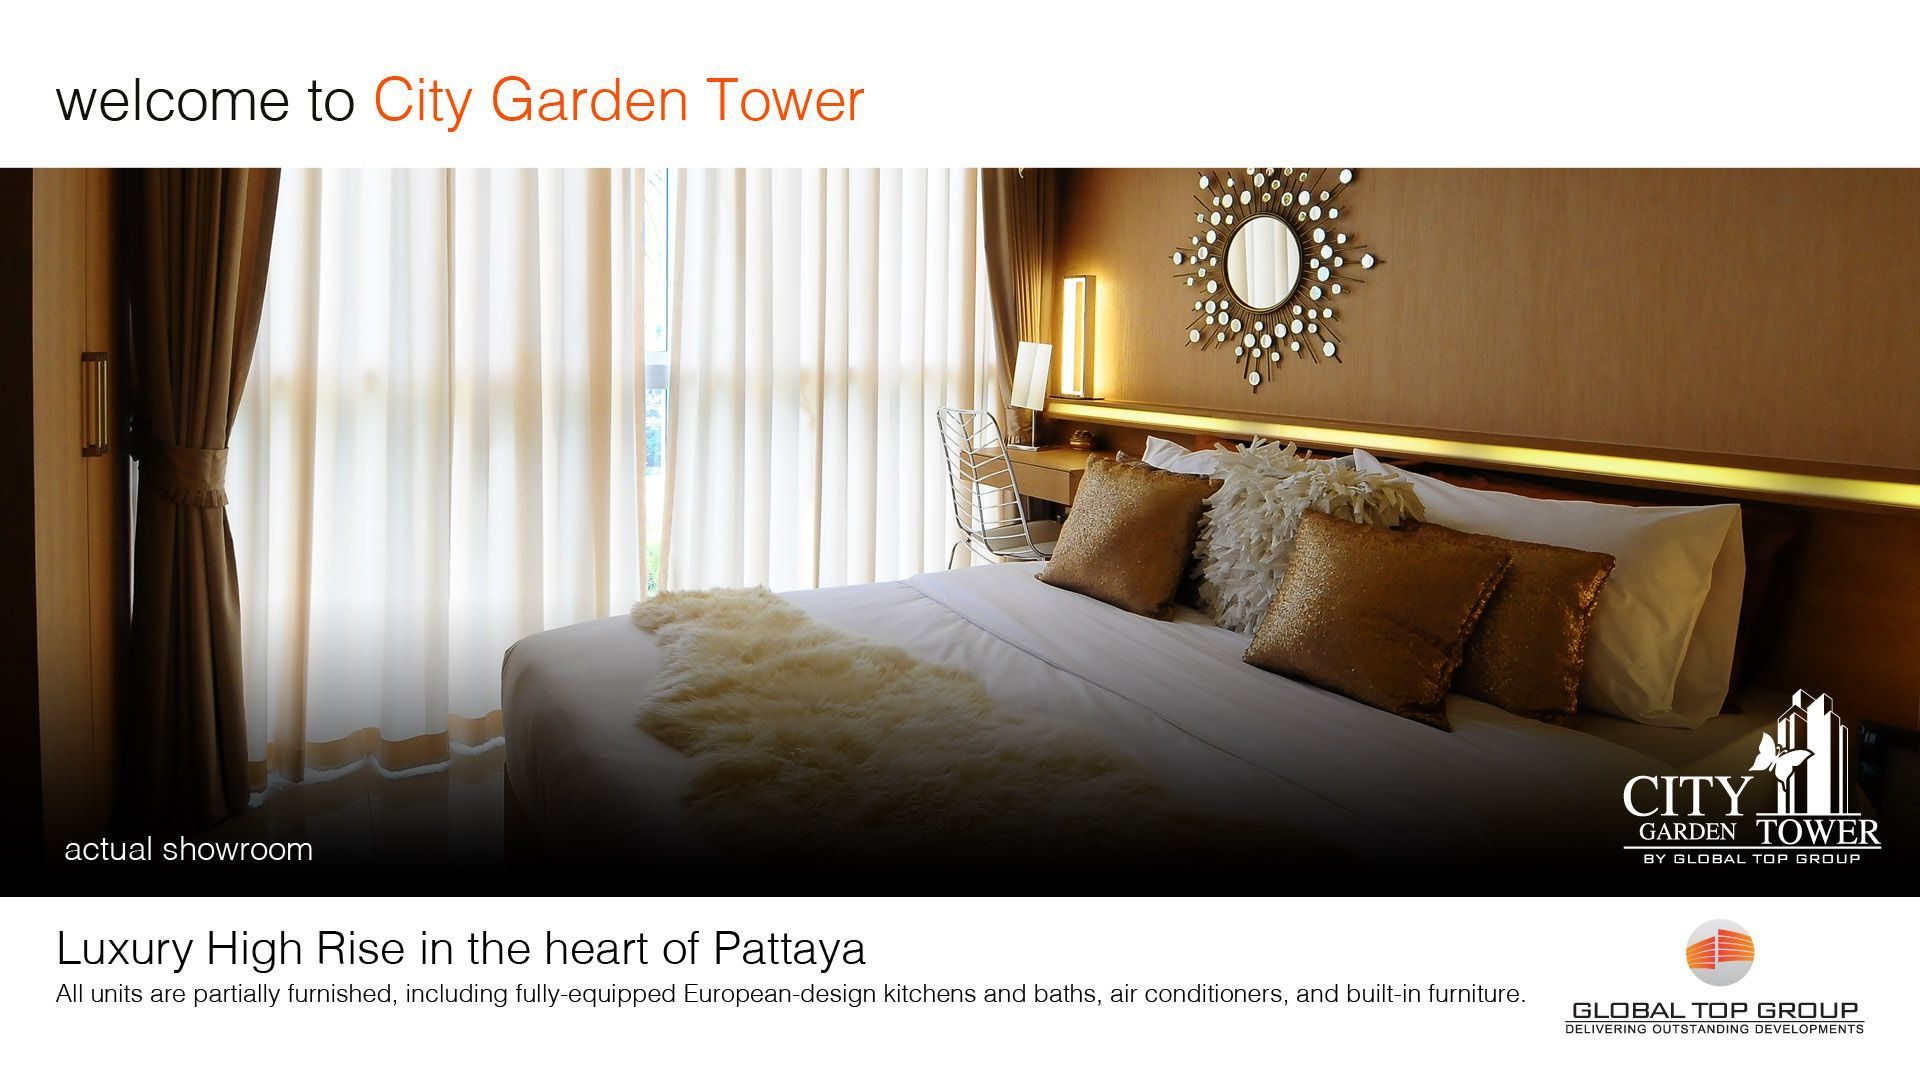 welcome to City Garden Tower
actual showroom
CITY
GARDEN TOWER
BY GLOBAL TOP GROUP
Luxury High Rise in the heart of Pattaya
All units are partially furnished, including fully-equipped European-design kitchens and baths, air conditioners, and built-in furniture.
GLOBAL TOP GROUP
DELIVERING OUTSTANDING DEVELOPMENTS